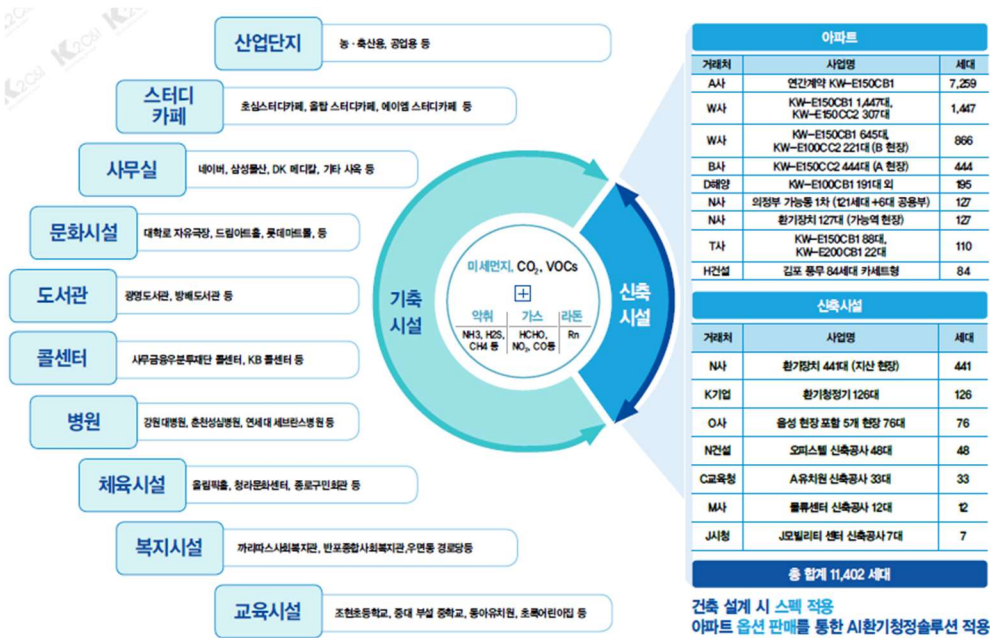 K2C&I
K2C&I
K2C&I
산업단지
농·축산용, 공업용 등
스터디
카페
초심스터디카페, 올탑 스터디카페, 에이엠 스터디카페 등
사무실
네이버, 삼성물산, DK 메디칼, 기타 사옥 등
문화시설
대학로 자유극장, 드림아트홀, 롯데마트몰, 등
도서관
광명도서관, 방배도서관 등
콜센터
사무금융우분투재단 콜센터, KB 콜센터 등
병원
강원대병원, 춘천성심병원, 연세대 세브란스병원 등
체육시설
올림픽홀, 청라문화센터, 종로구민회관 등
복지시설
까리따스사회복지관, 반포종합사회복지관,우면동 경로당등
교육시설
조현초등학교, 중대 부설 중학교, 동아유치원, 초록어린이집 등
기축
시설
미세먼지, CO₂, VOCs
악취
가스
라돈
NH3, H2S,
CH4 등
HCHO,
NO₂, CO등
Rn
신축
시설
아파트
거래처 사업명 세대
A사 연간계약 KW-E150CB1 7,259
W사 KW-E150CB1 1,447대,
KW-E150CC2 307대 1,447
W사 KW-E150CB1 645대,
KW-E100CC2 221대 (B 현장) 866
B사 KW-E150CC2 444대 (A 현장) 444
D해양 KW-E100CB1 191대 외 195
N사 의정부 가능동 1차 (121세대 +6대 공용부) 127
N사 환기장치 127대 (가능역 현장) 127
T사 KW-E150CB1 88대,
KW-E200CB1 22대 110
H건설 김포 풍무 84세대 카세트형 84
신축시설
거래처 사업명 세대
N사 환기장치 441대 (지산 현장) 441
K기업 환기청정기 126대 126
O사 음성 현장 포함 5개 현장 76대 76
N건설 오피스텔 신축공사 48대 48
C교육청 A유치원 신축공사 33대 33
M사 물류센터 신축공사 12대 12
J시청 J모빌리티 센터 신축공사 7대 7
총 합계 11,402 세대
건축 설계 시 스펙 적용
아파트 옵션 판매를 통한 AI환기청정솔루션 적용